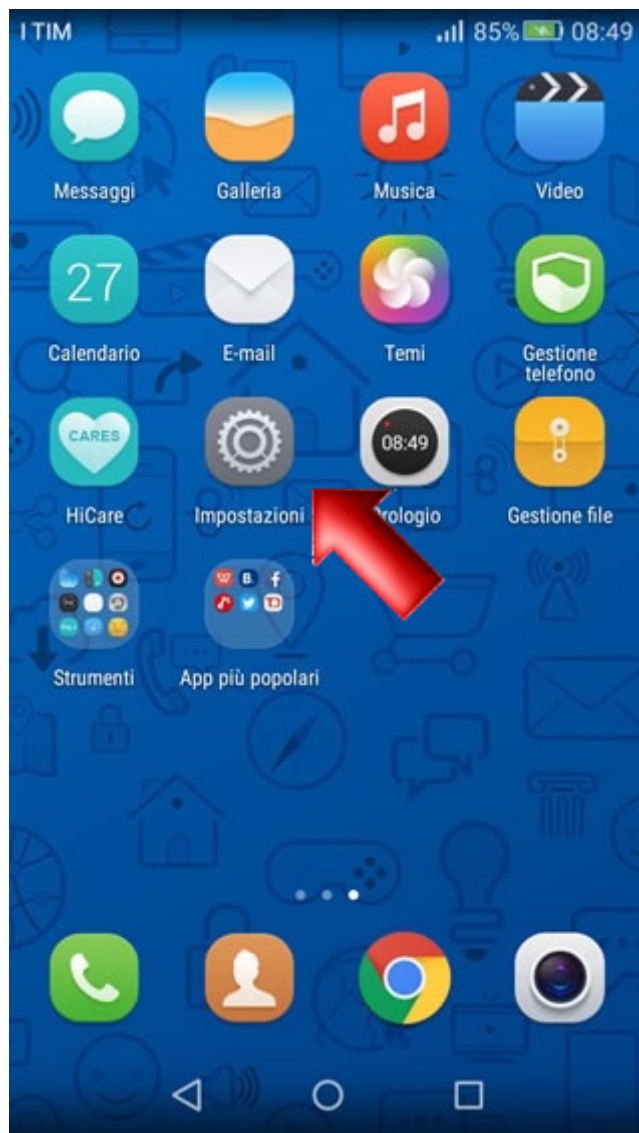 I TIM 85% 08:49
Messaggi Galleria Musica Video
27
Calendario E-mail Temi Gestione
telefono
CARES 08:49
HiCare Impostazioni rologio Gestione file
B. f
Strumenti App più popolari